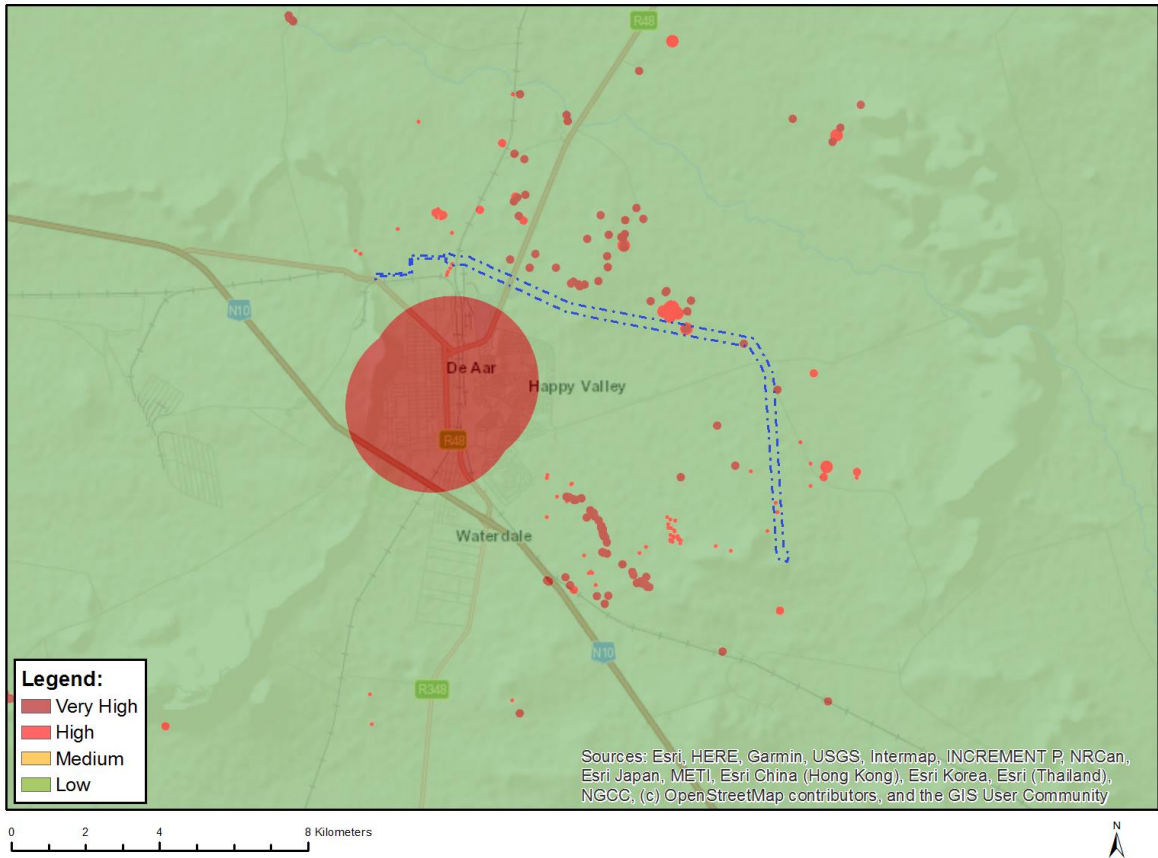 R48
N10
De Aar
Happy Valley
R48
Waterdale
N10
R348
Legend:
Very High
High
Medium
Low
Sources: Esri, HERE, Garmin, USGS, Intermap, INCREMENT P, NRCan,
Esri Japan, METI, Esri China (Hong Kong), Esri Korea, Esri (Thailand),
NGCC, (c) OpenStreetMap contributors, and the GIS User Community
0 2 4 8 Kilometers
N